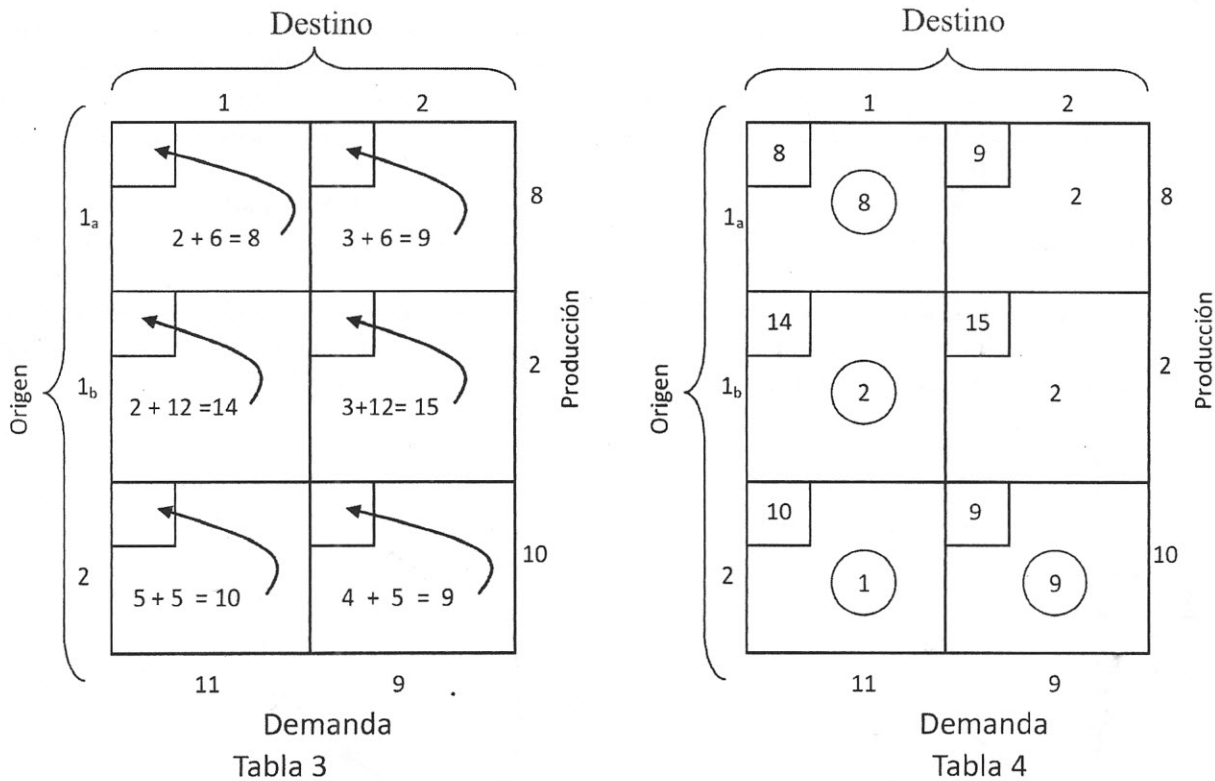 Destino
1 2
Origen
1a
2 + 6 = 8
3 + 6 = 9
8
1b
2 + 12 =14
3+12= 15
2
2
5 + 5 = 10
4 + 5 = 9
10
Producción
11 9
Demanda
Tabla 3
Destino
1 2
Origen
1a
8
8
9
2
8
1b
14
2
15
2
2
2
10
1
9
9
10
Producción
11 9
Demanda
Tabla 4